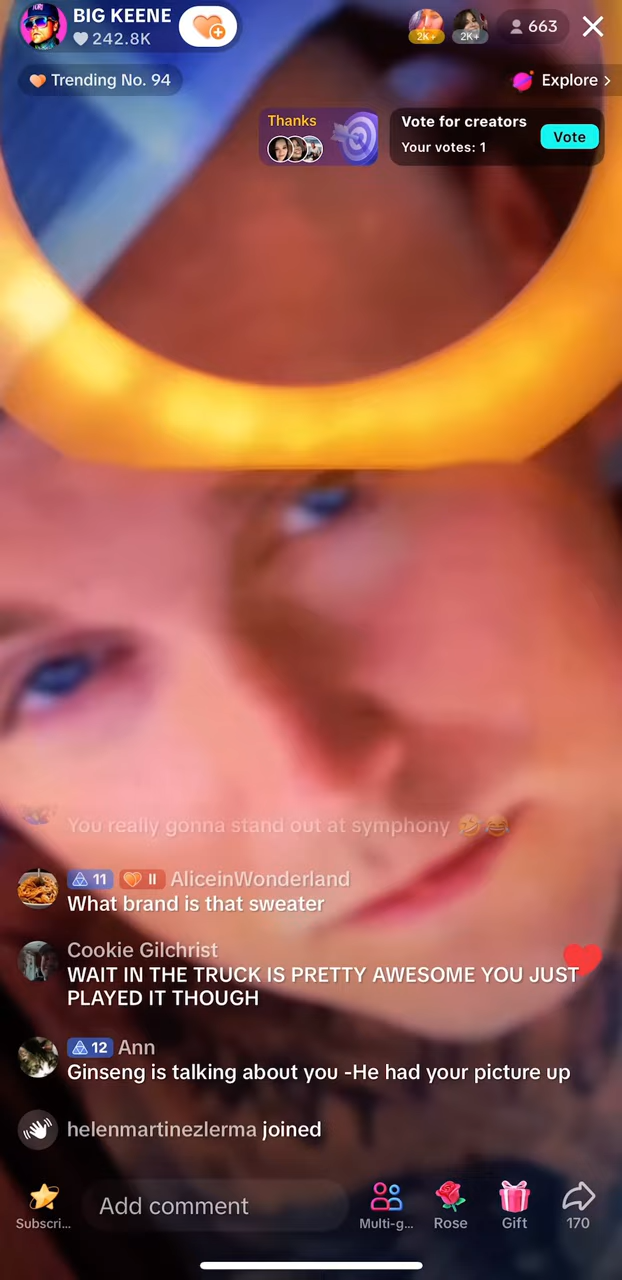 BIG KEENE
242.8K
2K+
2K+
663
Trending No. 94
Explore >
Thanks
Vote for creators
Your votes: 1
Vote
You really gonna stand out at symphony 🤣😂
11 II AliceinWonderland
What brand is that sweater
Cookie Gilchrist
WAIT IN THE TRUCK IS PRETTY AWESOME YOU JUST
PLAYED IT THOUGH
12 Ann
Ginseng is talking about you -He had your picture up
helenmartinezlerma joined
Subscri...
Add comment
Multi-g...
Rose
Gift
170